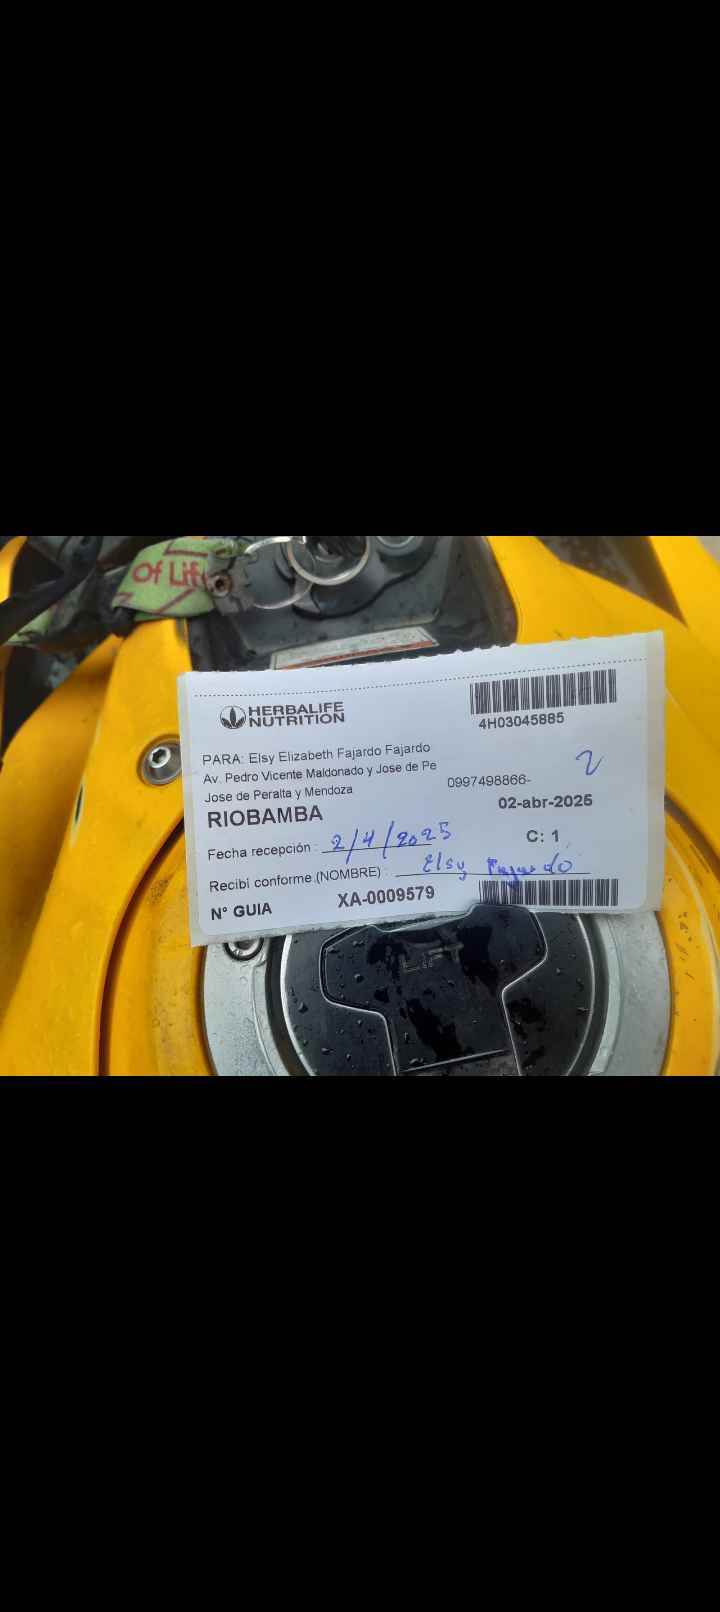 Of Life
HERBALIFE
NUTRITION
4H03045885
PARA: Elsy Elizabeth Fajardo Fajardo
Av. Pedro Vicente Maldonado y Jose de Pe
Jose de Peralta y Mendoza
0997498866-
2
RIOBAMBA
02-abr-2025
Fecha recepción : 2/4/2025
C: 1
Recibí conforme.(NOMBRE) : Elsy Fajardo
N° GUIA
XA-0009579
LIFT